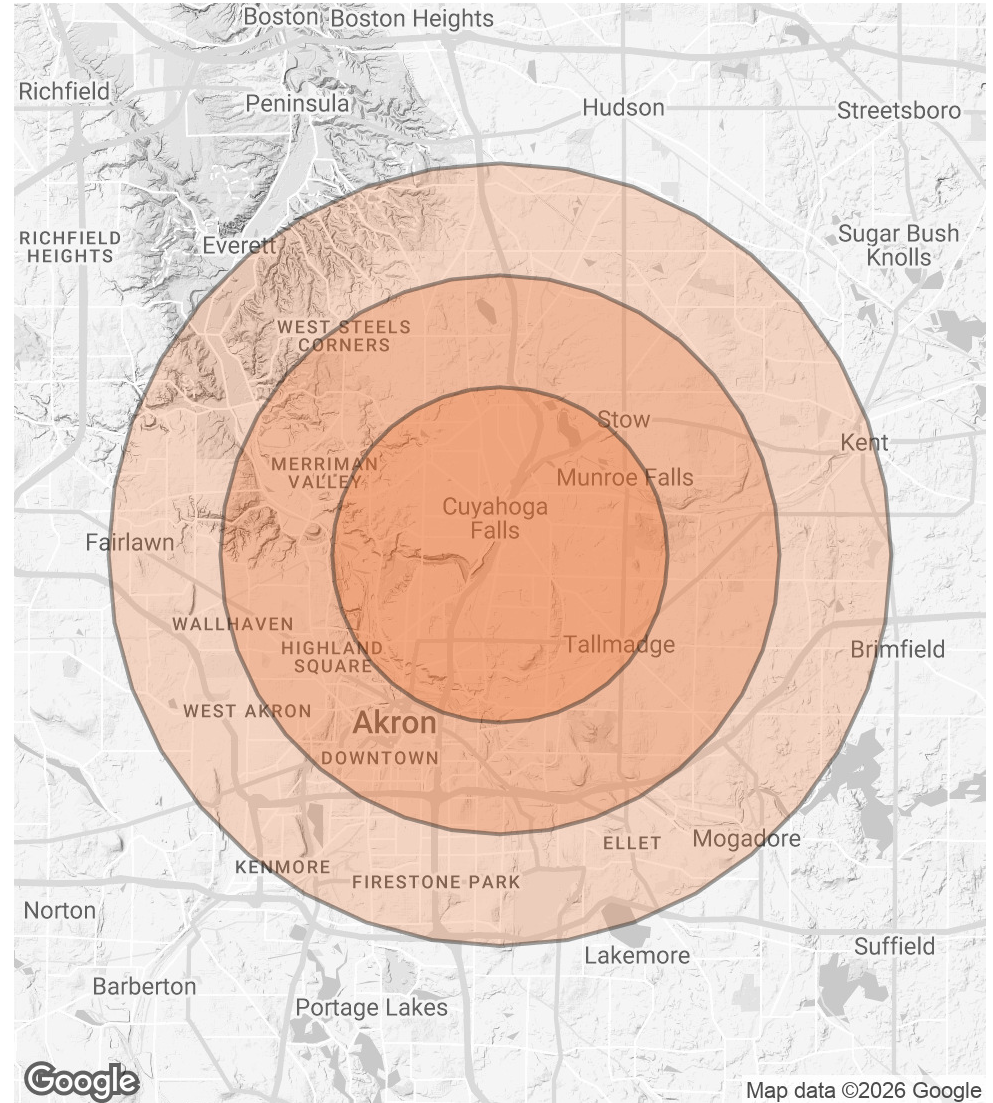 Boston
Boston Heights
Richfield
Peninsula
Hudson
Streetsboro
RICHFIELD
HEIGHTS
Everett
Sugar Bush
Knolls
WEST STEELS
CORNERS
Stow
Kent
MERRIMAN
VALLEY
Munroe Falls
Cuyahoga
Falls
Fairlawn
WALLHAVEN
HIGHLAND
SQUARE
Tallmadge
Brimfield
WEST AKRON
Akron
DOWNTOWN
ELLET
Mogadore
KENMORE
FIRESTONE PARK
Norton
Lakemore
Suffield
Barberton
Portage Lakes
Google
Map data ©2026 Google